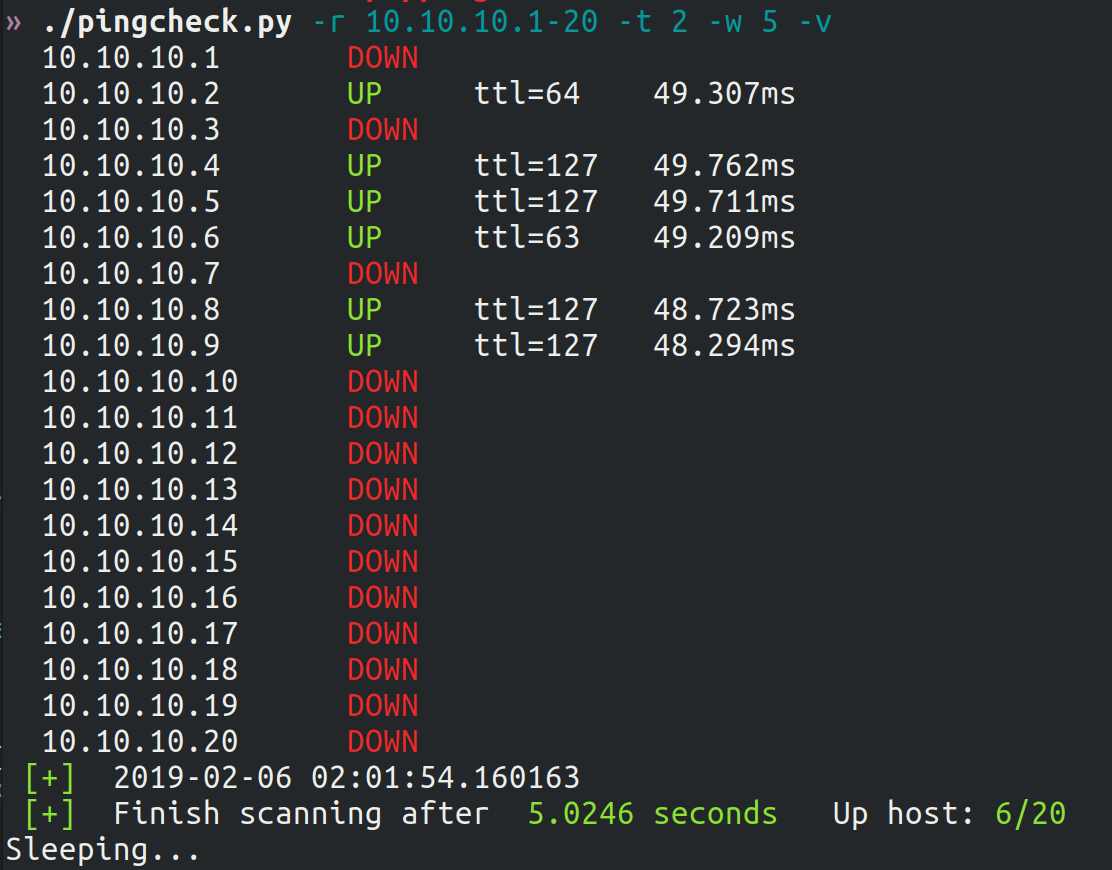 » ./pingcheck.py -r 10.10.10.1-20 -t 2 -w 5 -v
10.10.10.1 DOWN
10.10.10.2 UP ttl=64 49.307ms
10.10.10.3 DOWN
10.10.10.4 UP ttl=127 49.762ms
10.10.10.5 UP ttl=127 49.711ms
10.10.10.6 UP ttl=63 49.209ms
10.10.10.7 DOWN
10.10.10.8 UP ttl=127 48.723ms
10.10.10.9 UP ttl=127 48.294ms
10.10.10.10 DOWN
10.10.10.11 DOWN
10.10.10.12 DOWN
10.10.10.13 DOWN
10.10.10.14 DOWN
10.10.10.15 DOWN
10.10.10.16 DOWN
10.10.10.17 DOWN
10.10.10.18 DOWN
10.10.10.19 DOWN
10.10.10.20 DOWN
[+] 2019-02-06 02:01:54.160163
[+] Finish scanning after 5.0246 seconds Up host: 6/20
Sleeping...